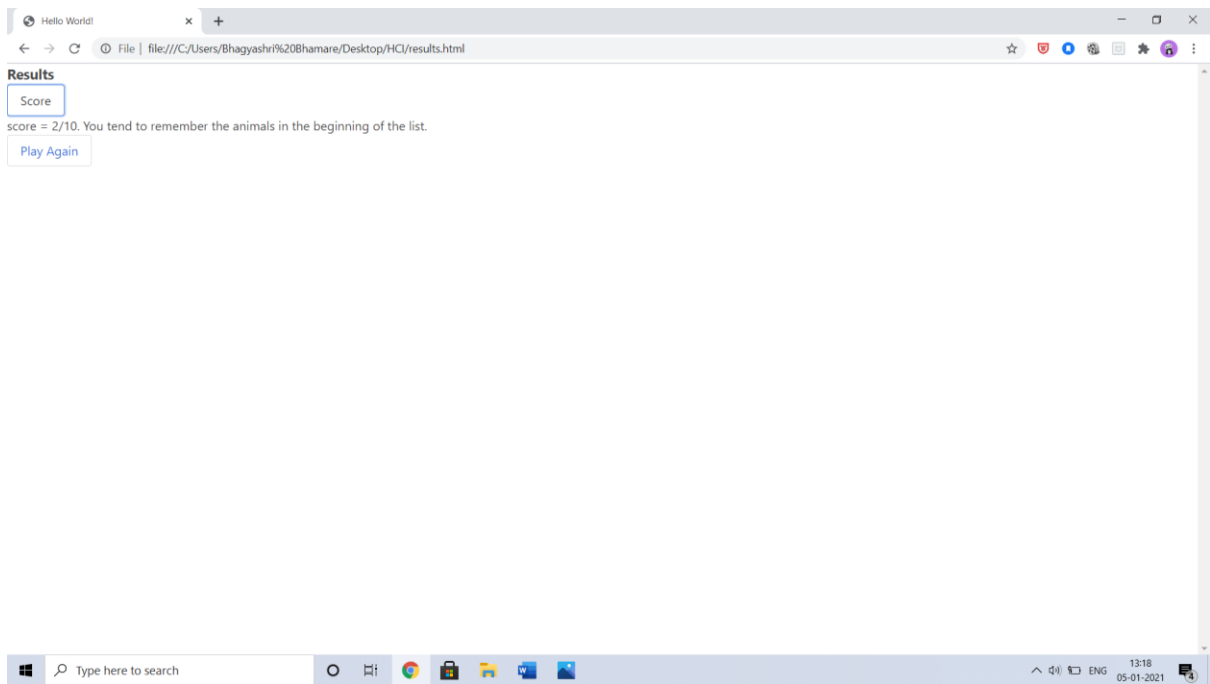 Hello World!
File | file:///C:/Users/Bhagyashri%20Bhamare/Desktop/HCI/results.html
Results
Score
score = 2/10. You tend to remember the animals in the beginning of the list.
Play Again
Type here to search
ENG
13:18
05-01-2021
4